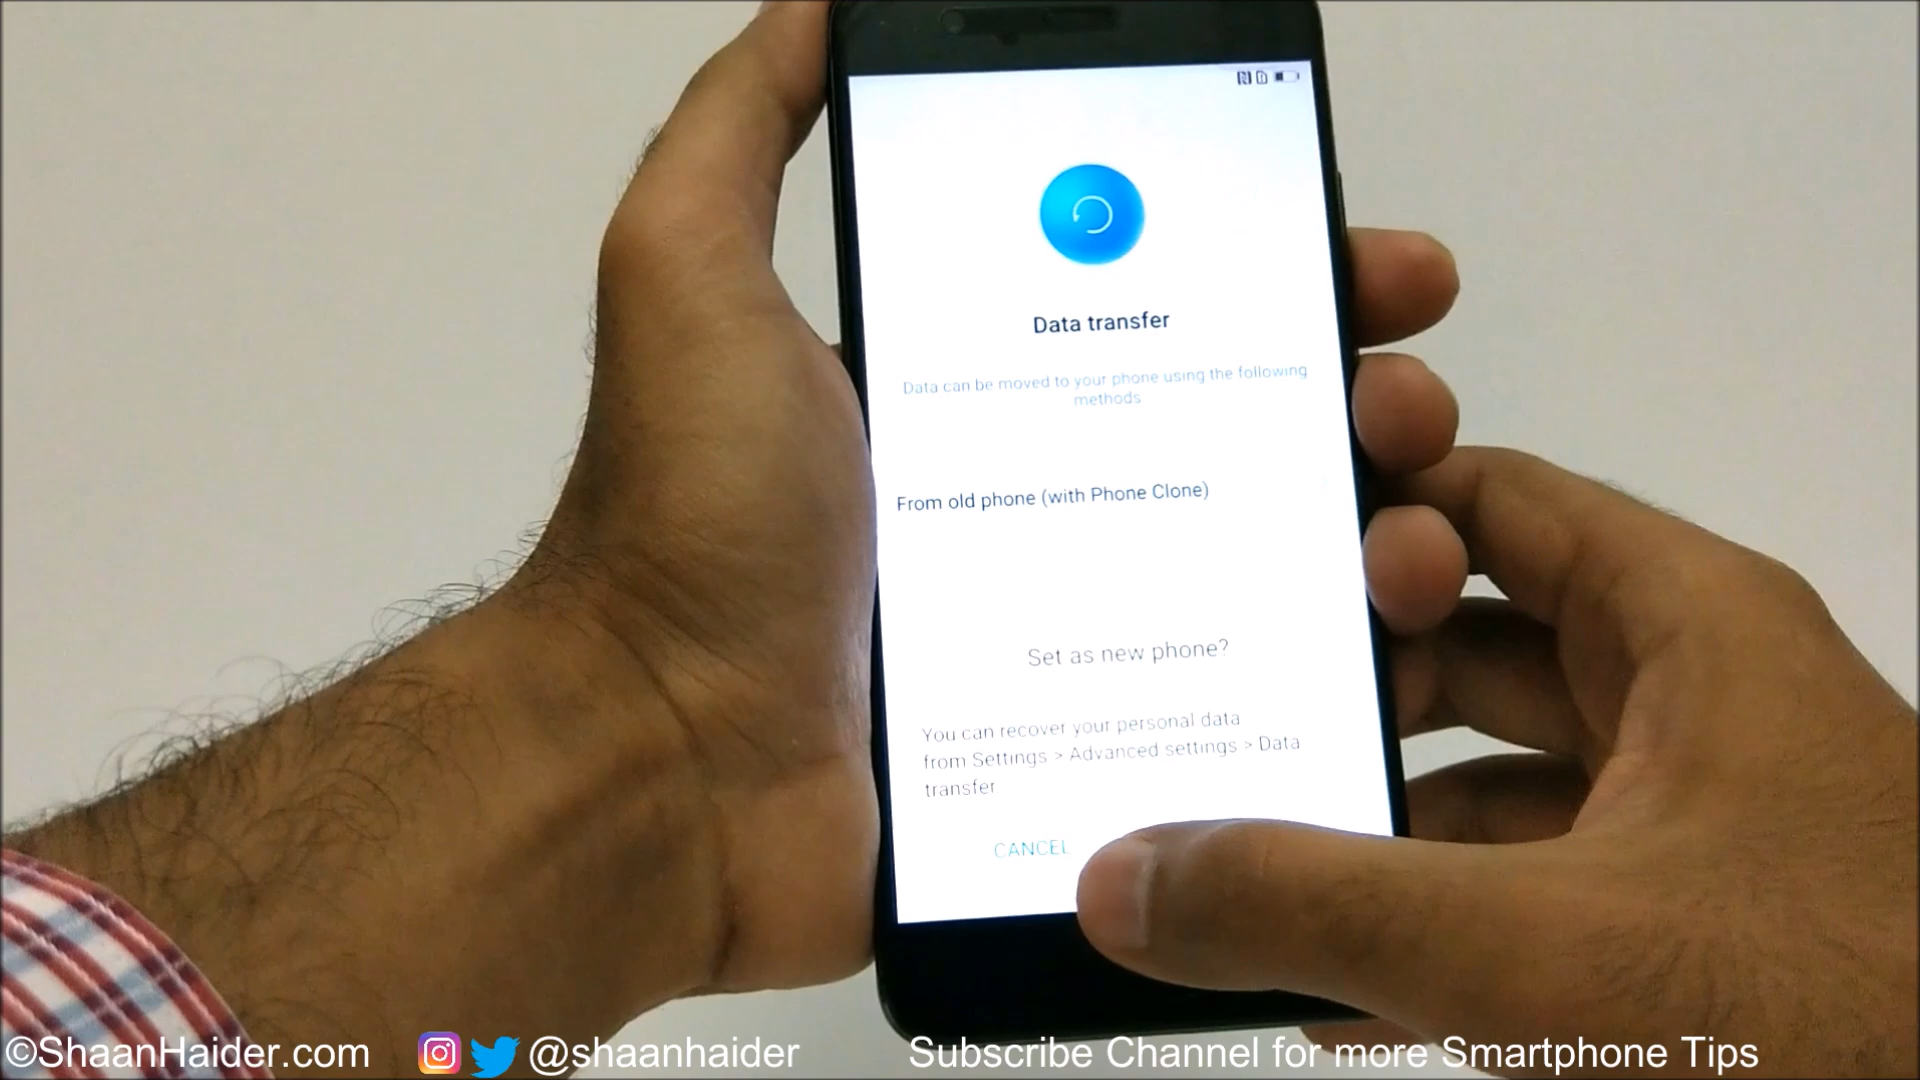 Data transfer
Data can be moved to your phone using the following
methods
From old phone (with Phone Clone)
Set as new phone?
You can recover your personal data
from Settings > Advanced settings > Data
transfer
CANCEL
©ShaanHaider.com @shaanhaider Subscribe Channel for more Smartphone Tips